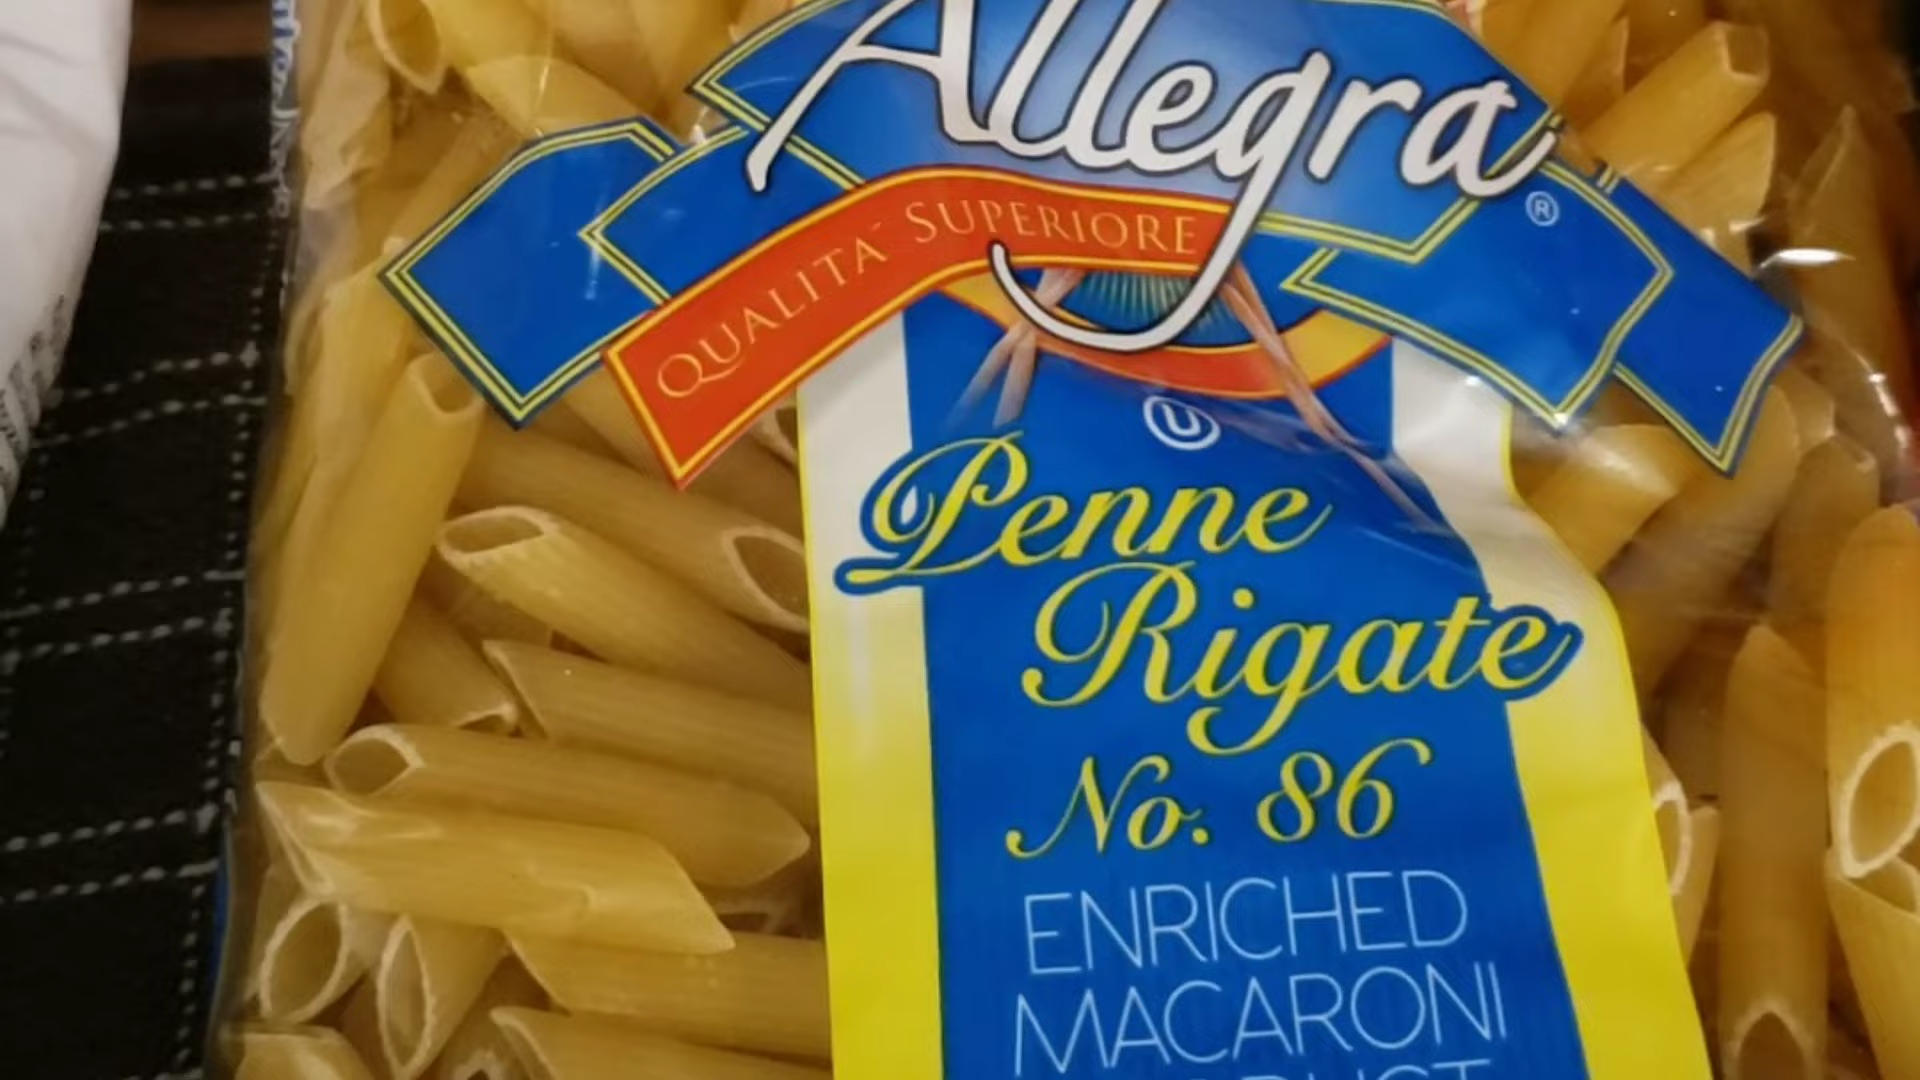 Allegra
®
QUALITA´ SUPERIORE
U
Penne
Rigate
No. 86
ENRICHED
MACARONI